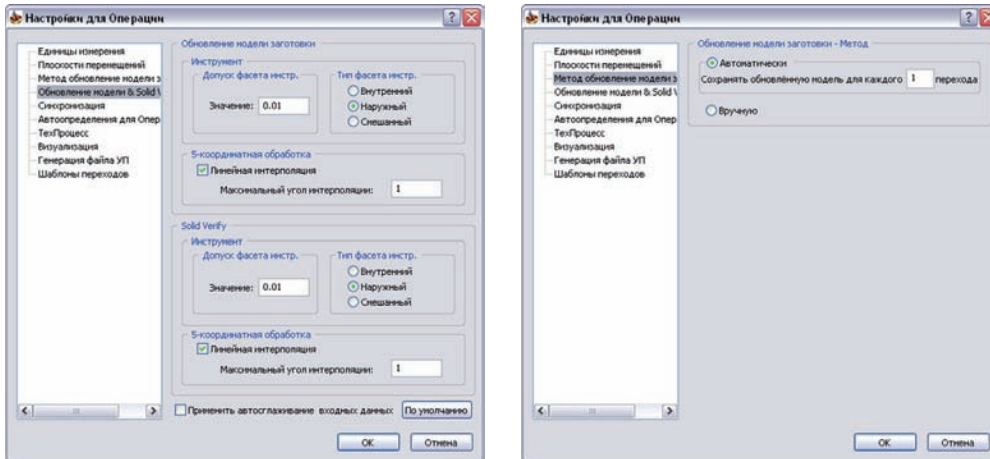 Настройки для Операции
Единицы измерения
Плоскости перемещений
Метод обновление модели з
Обновление модели & Solid V
Синхронизация
Автоопределения для Опер
ТехПроцесс
Визуализация
Генерация файла УП
Шаблоны переходов
Обновление модели заготовки
Инструмент
Допуск фасета инстр.
Значение: 0.01
Тип фасета инстр.
Внутренний
Наружный
Смешанный
5-координатная обработка
Линейная интерполяция
Максимальный угол интерполяции: 1
Solid Verify
Инструмент
Допуск фасета инстр.
Значение: 0.01
Тип фасета инстр.
Внутренний
Наружный
Смешанный
5-координатная обработка
Линейная интерполяция
Максимальный угол интерполяции: 1
Применить автосглаживание входных данных По умолчанию
ОК Отмена
Настройки для Операции
Единицы измерения
Плоскости перемещений
Метод обновление модели з
Обновление модели & Solid \
Синхронизация
Автоопределения для Опер
ТехПроцесс
Визуализация
Генерация файла УП
Шаблоны переходов
Обновление модели заготовки - Метод
Автоматически
Сохранять обновлённую модель для каждого 1 перехода
Вручную
ОК Отмена